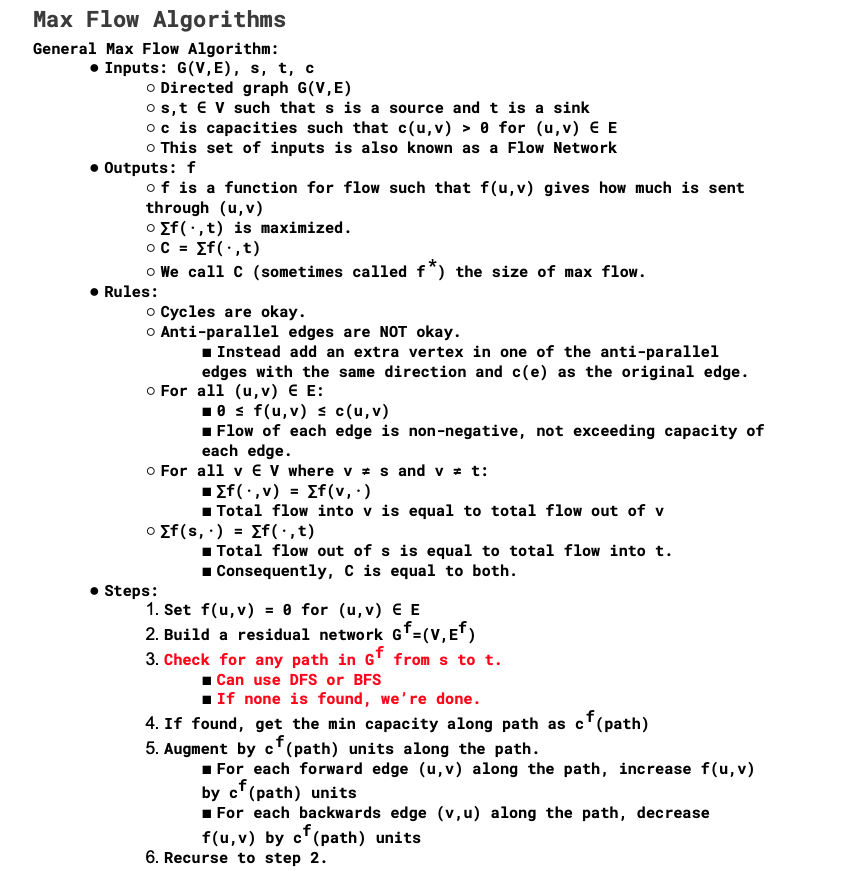 Max Flow Algorithms
General Max Flow Algorithm:
● Inputs: G(V,E), s, t, c
○ Directed graph G(V,E)
○ s,t ∈ V such that s is a source and t is a sink
○ c is capacities such that c(u,v) > 0 for (u,v) ∈ E
○ This set of inputs is also known as a Flow Network
● Outputs: f
○ f is a function for flow such that f(u,v) gives how much is sent
through (u,v)
○ ∑f(·,t) is maximized.
○ C = ∑f(·,t)
○ We call C (sometimes called f*) the size of max flow.
● Rules:
○ Cycles are okay.
○ Anti-parallel edges are NOT okay.
■ Instead add an extra vertex in one of the anti-parallel
edges with the same direction and c(e) as the original edge.
○ For all (u,v) ∈ E:
■ 0 ≤ f(u,v) ≤ c(u,v)
■ Flow of each edge is non-negative, not exceeding capacity of
each edge.
○ For all v ∈ V where v ≠ s and v ≠ t:
■ ∑f(·,v) = ∑f(v,·)
■ Total flow into v is equal to total flow out of v
○ ∑f(s,·) = ∑f(·,t)
■ Total flow out of s is equal to total flow into t.
■ Consequently, C is equal to both.
● Steps:
1. Set f(u,v) = 0 for (u,v) ∈ E
2. Build a residual network G^f=(V,E^f)
3. Check for any path in G^f from s to t.
■ Can use DFS or BFS
■ If none is found, we’re done.
4. If found, get the min capacity along path as c^f(path)
5. Augment by c^f(path) units along the path.
■ For each forward edge (u,v) along the path, increase f(u,v)
by c^f(path) units
■ For each backwards edge (v,u) along the path, decrease
f(u,v) by c^f(path) units
6. Recurse to step 2.